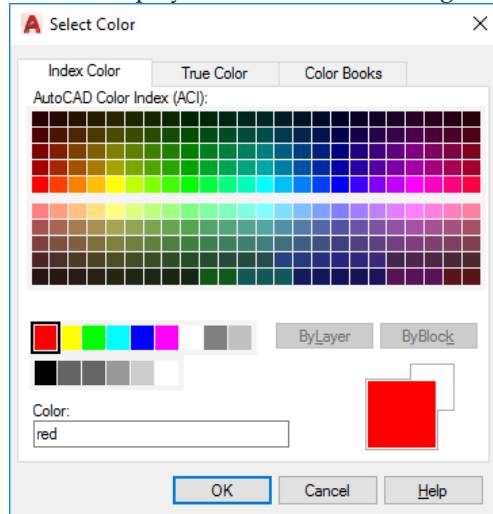 Select Color
Index Color True Color Color Books
AutoCAD Color Index (ACI):
ByLayer ByBlock
Color:
red
OK Cancel Help